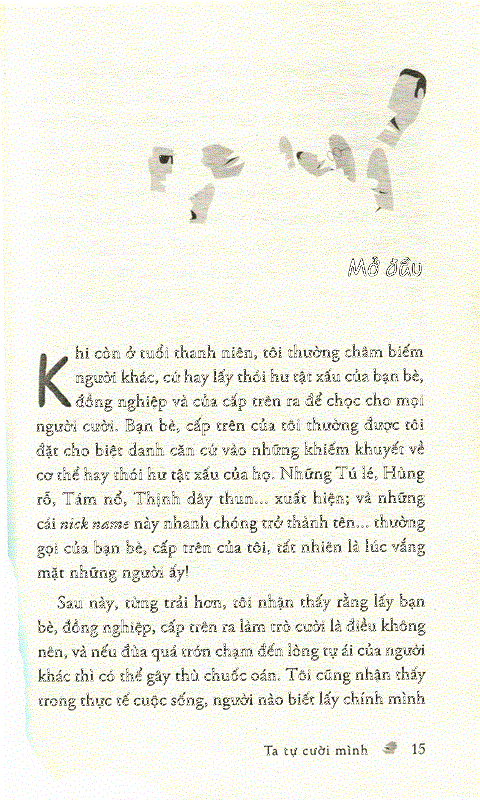 Mở đầu
Khi còn ở tuổi thanh niên, tôi thường châm biếm
người khác, cứ hay lấy thói hư tật xấu của bạn bè,
đồng nghiệp và của cấp trên ra để chọc cho mọi
người cười. Bạn bè, cấp trên của tôi thường được tôi
đặt cho biệt danh căn cứ vào những khiếm khuyết về
cơ thể hay thói hư tật xấu của họ. Những Tú lé, Hùng
rỗ, Tám nổ, Thịnh dây thun... xuất hiện; và những
cái nick name này nhanh chóng trở thành tên... thường
gọi của bạn bè, cấp trên của tôi, tất nhiên là lúc vắng
mặt những người ấy!
Sau này, từng trải hơn, tôi nhận thấy rằng lấy bạn
bè, đồng nghiệp, cấp trên ra làm trò cười là điều không
nên, và nếu đùa quá trớn chạm đến lòng tự ái của người
khác thì có thể gây thù chuốc oán. Tôi cũng nhận thấy
trong thực tế cuộc sống, người nào biết lấy chính mình
Ta tự cười mình 15